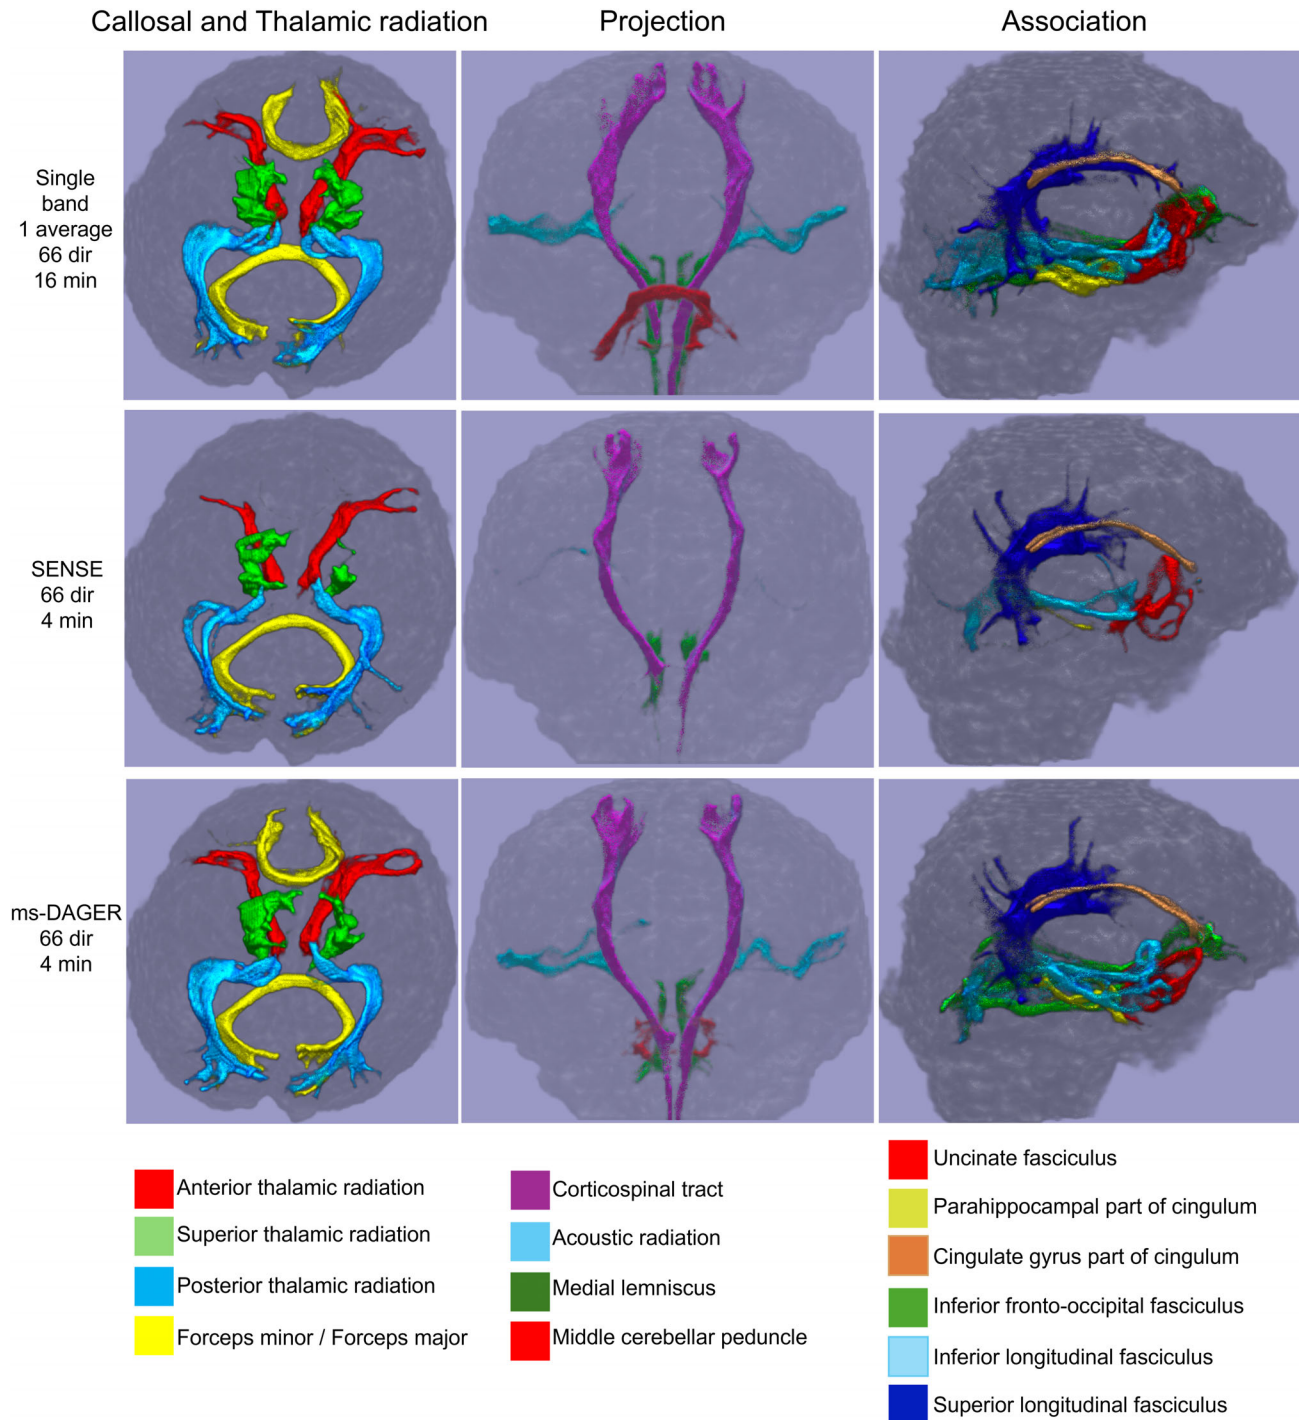 Callosal and Thalamic radiation
Projection
Association
Single
band
1 average
66 dir
16 min
SENSE
66 dir
4 min
ms-DAGER
66 dir
4 min
Anterior thalamic radiation
Superior thalamic radiation
Posterior thalamic radiation
Forceps minor / Forceps major
Corticospinal tract
Acoustic radiation
Medial lemniscus
Middle cerebellar peduncle
Uncinate fasciculus
Parahippocampal part of cingulum
Cingulate gyrus part of cingulum
Inferior fronto-occipital fasciculus
Inferior longitudinal fasciculus
Superior longitudinal fasciculus